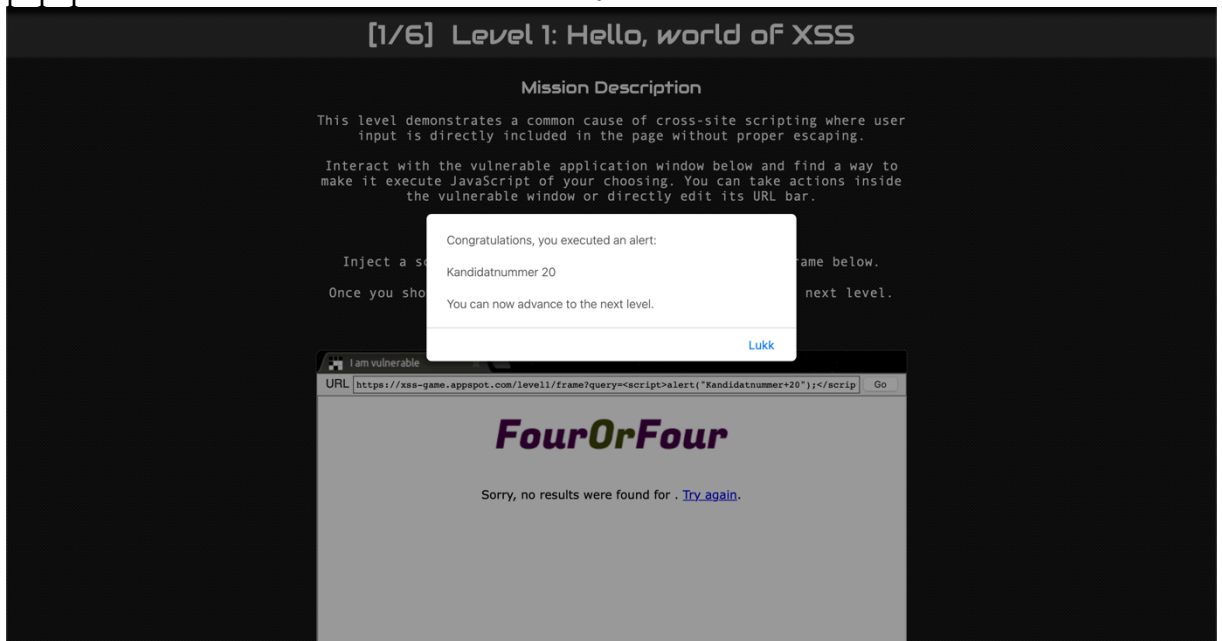 [1/6] Level 1: Hello, world of XSS
Mission Description
This level demonstrates a common cause of cross-site scripting where user
input is directly included in the page without proper escaping.
Interact with the vulnerable application window below and find a way to
make it execute JavaScript of your choosing. You can take actions inside
the vulnerable window or directly edit its URL bar.
Congratulations, you executed an alert:
Inject a
below.
Kandidatnummer 20
Once you
next level.
You can now advance to the next level.
Lukk
I am vulnerable
URL https://xss-game.appspot.com/level1/frame?query=<script>alert("Kandidatnummer+20");</scrip Go
FourOrFour
Sorry, no results were found for . Try again.